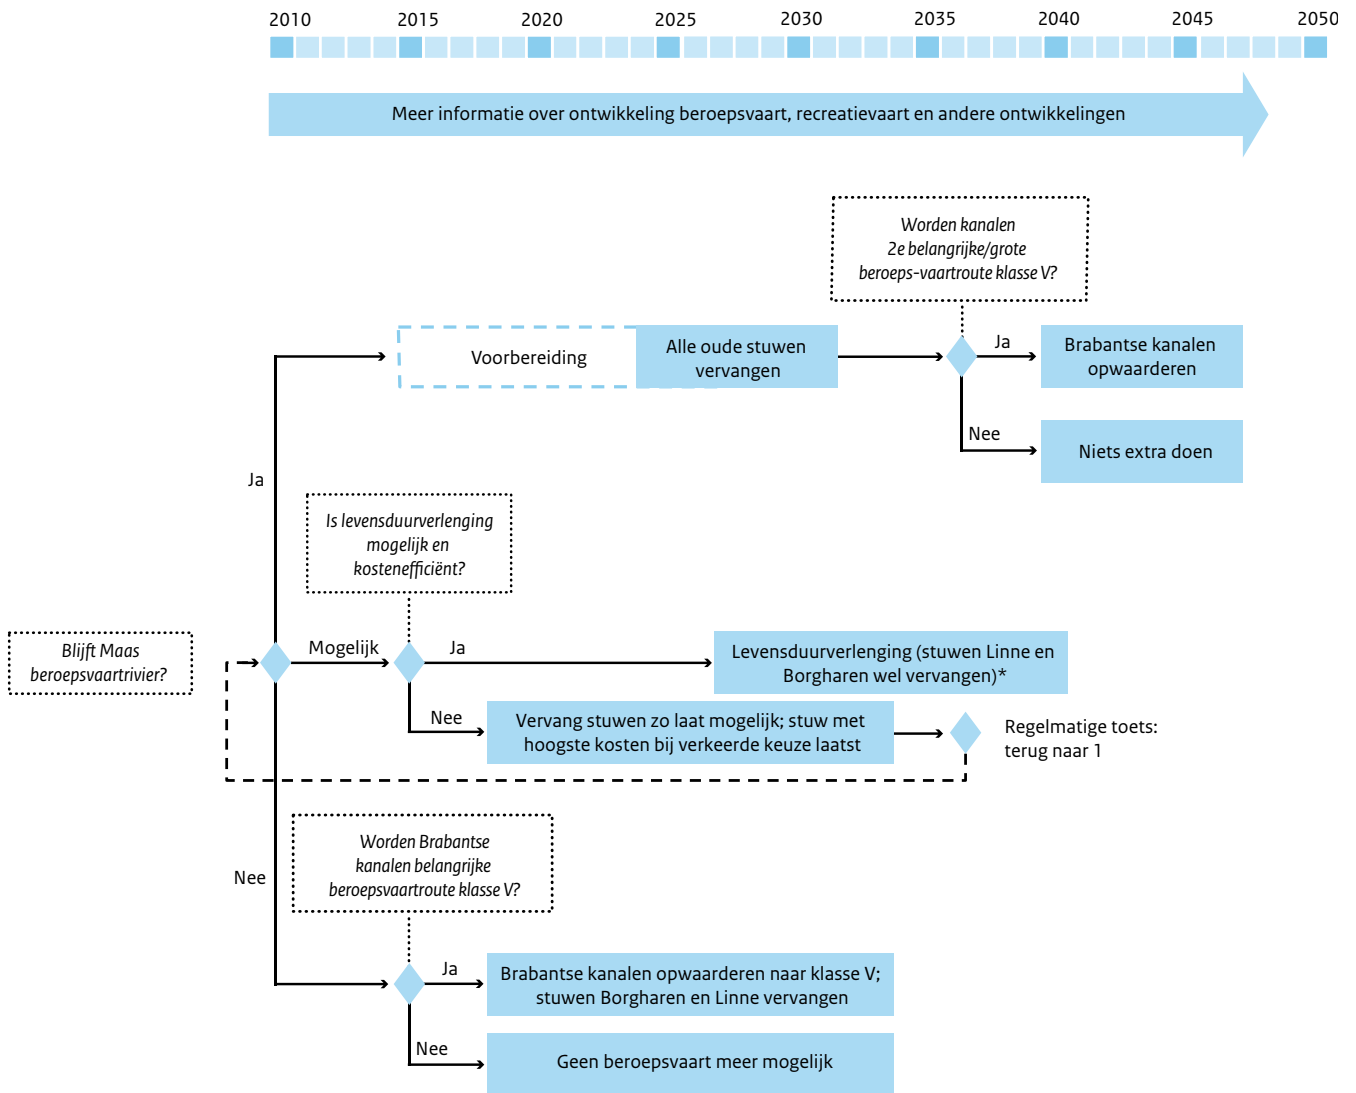 2010 2015 2020 2025 2030 2035 2040 2045 2050
Meer informatie over ontwikkeling beroepsvaart, recreatievaart en andere ontwikkelingen
Worden kanalen
2e belangrijke/grote
beroeps-vaartroute klasse V?
Voorbereiding
Alle oude stuwen
vervangen
Ja
Brabantse kanalen
opwaarderen
Nee
Niets extra doen
Ja
Is levensduurverlenging
mogelijk en
kostenefficiënt?
Blijft Maas
beroepsvaartrivier?
Mogelijk
Ja
Levensduurverlenging (stuwen Linne en
Borgharen wel vervangen)*
Nee
Vervang stuwen zo laat mogelijk; stuw met
hoogste kosten bij verkeerde keuze laatst
Regelmatige toets:
terug naar 1
Worden Brabantse
kanalen belangrijke
beroepsvaartroute klasse V?
Nee
Ja
Brabantse kanalen opwaarderen naar klasse V;
stuwen Borgharen en Linne vervangen
Nee
Geen beroepsvaart meer mogelijk